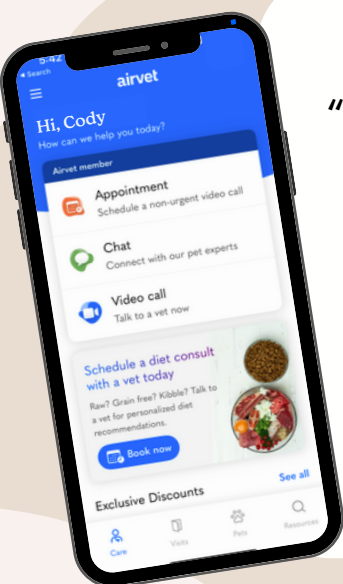 5:42
Search
airvet
Hi, Cody
How can we help you today?
Airvet member
Appointment
Schedule a non-urgent video call
Chat
Connect with our pet experts
Video call
Talk to a vet now
Schedule a diet consult
with a vet today
Raw? Grain free? Kibble? Talk to
a vet for personalized diet
recommendations.
Book now
Exclusive Discounts
See all
Care
Visits
Pets
Resources
“